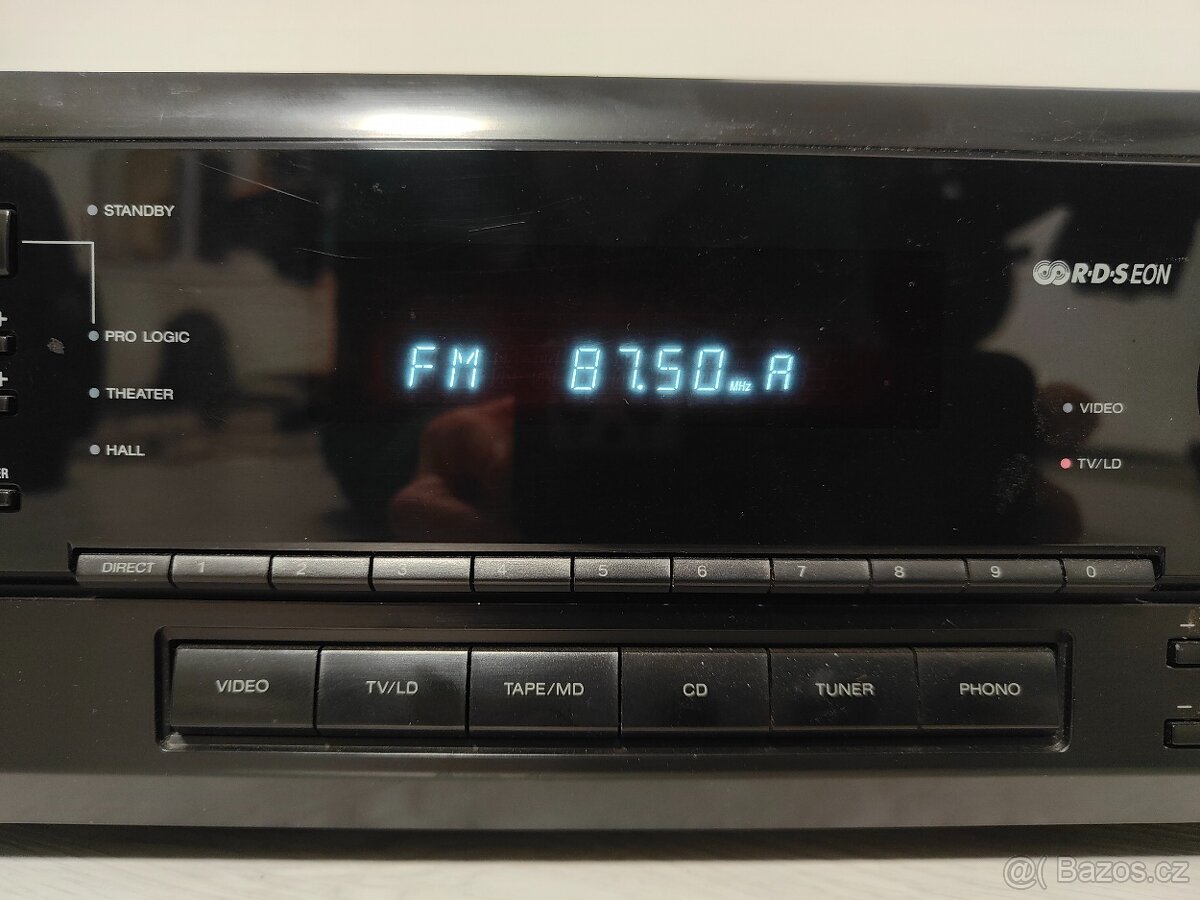 STANDBY
R·D·S EON
+
PRO LOGIC
FM 87.50 MHz A
+
THEATER
VIDEO
HALL
TV/LD
DIRECT 1 2 3 4 5 6 7 8 9 0
+
VIDEO TV/LD TAPE/MD CD TUNER PHONO
−
@( Bazos.cz